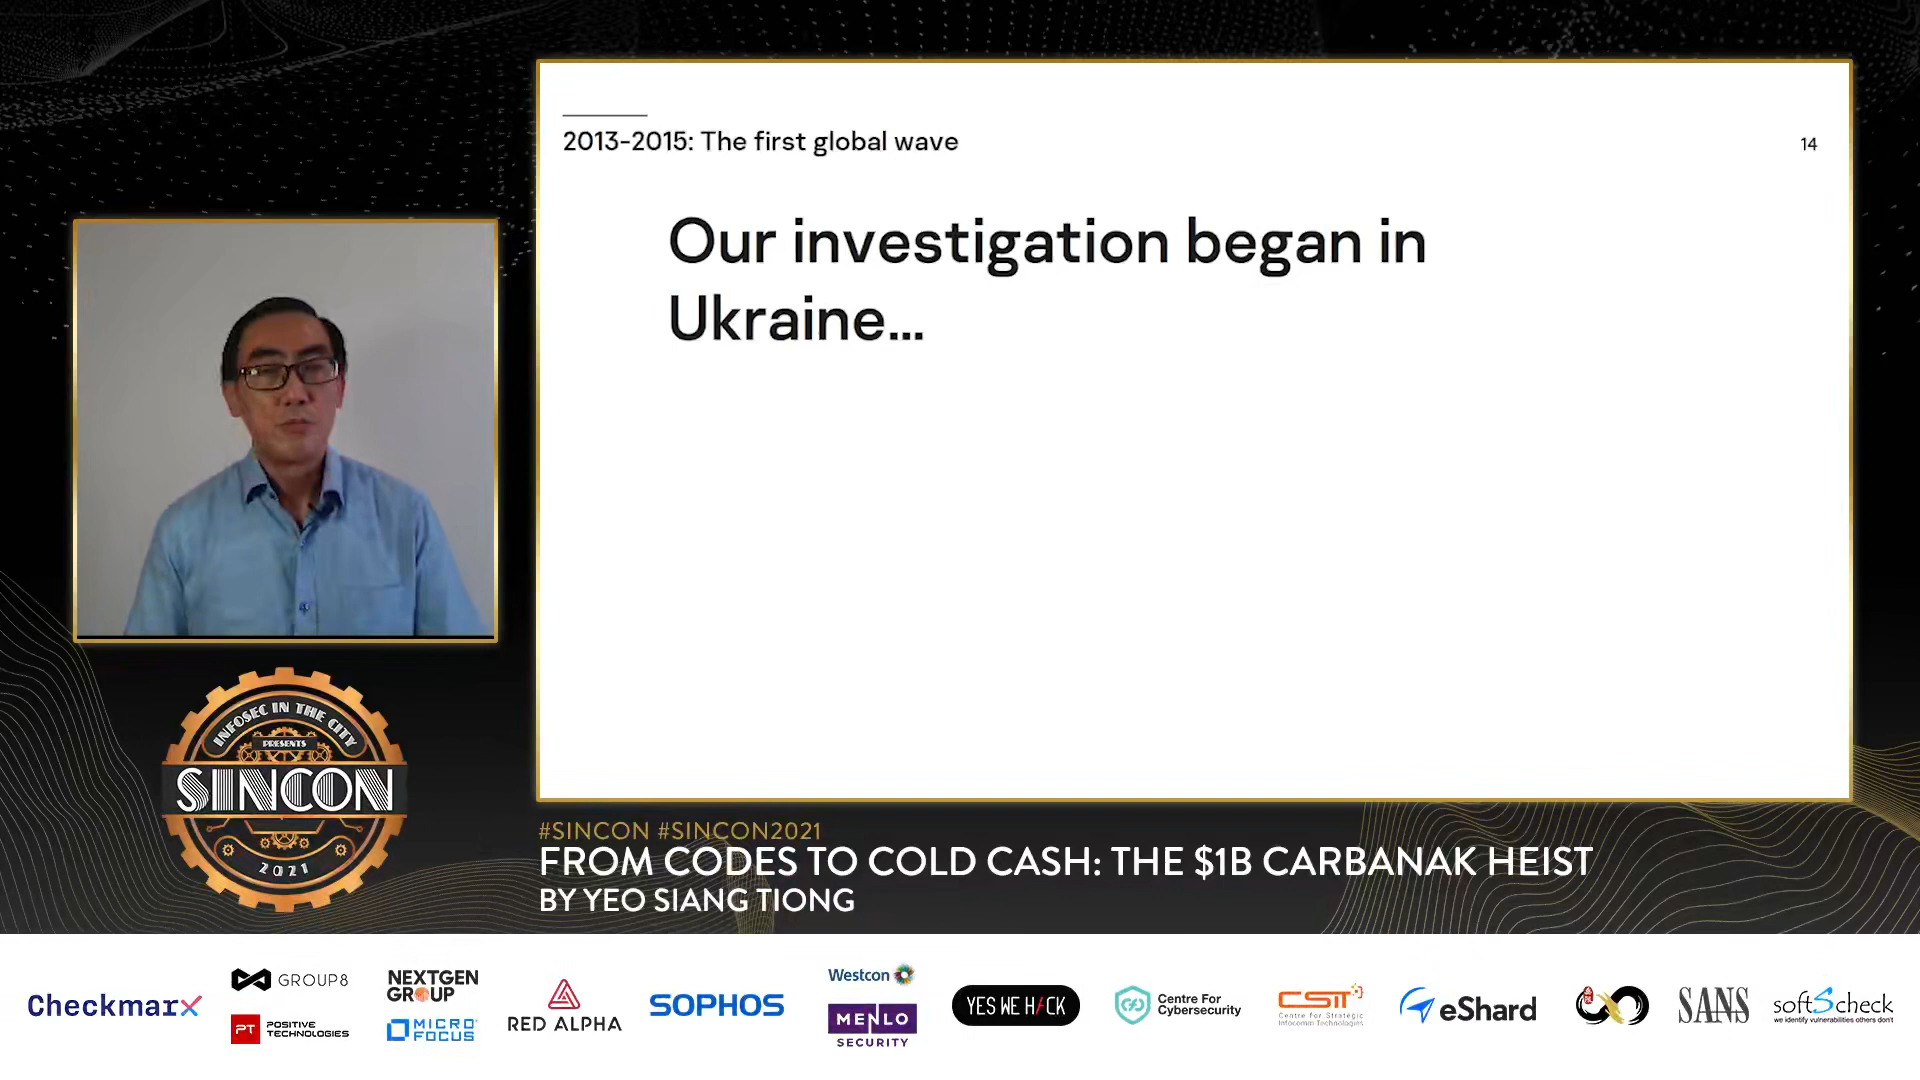 2013-2015: The first global wave
14
Our investigation began in
Ukraine...
INFOSEC IN THE CITY
PRESENTS
SINCON
2021
#SINCON #SINCON2021
FROM CODES TO COLD CASH: THE $1B CARBANAK HEIST
BY YEO SIANG TIONG
Checkmarx
GROUP8
PT POSITIVE
TECHNOLOGIES
NEXTGEN
GROUP
MICRO
FOCUS
RED ALPHA
SOPHOS
Westcon
MENLO
SECURITY
YES WE H/CK
Centre For
Cybersecurity
CSIT
Centre for Strategic
Infocomm Technologies
eShard
SANS
softScheck
we identify vulnerabilities others don't